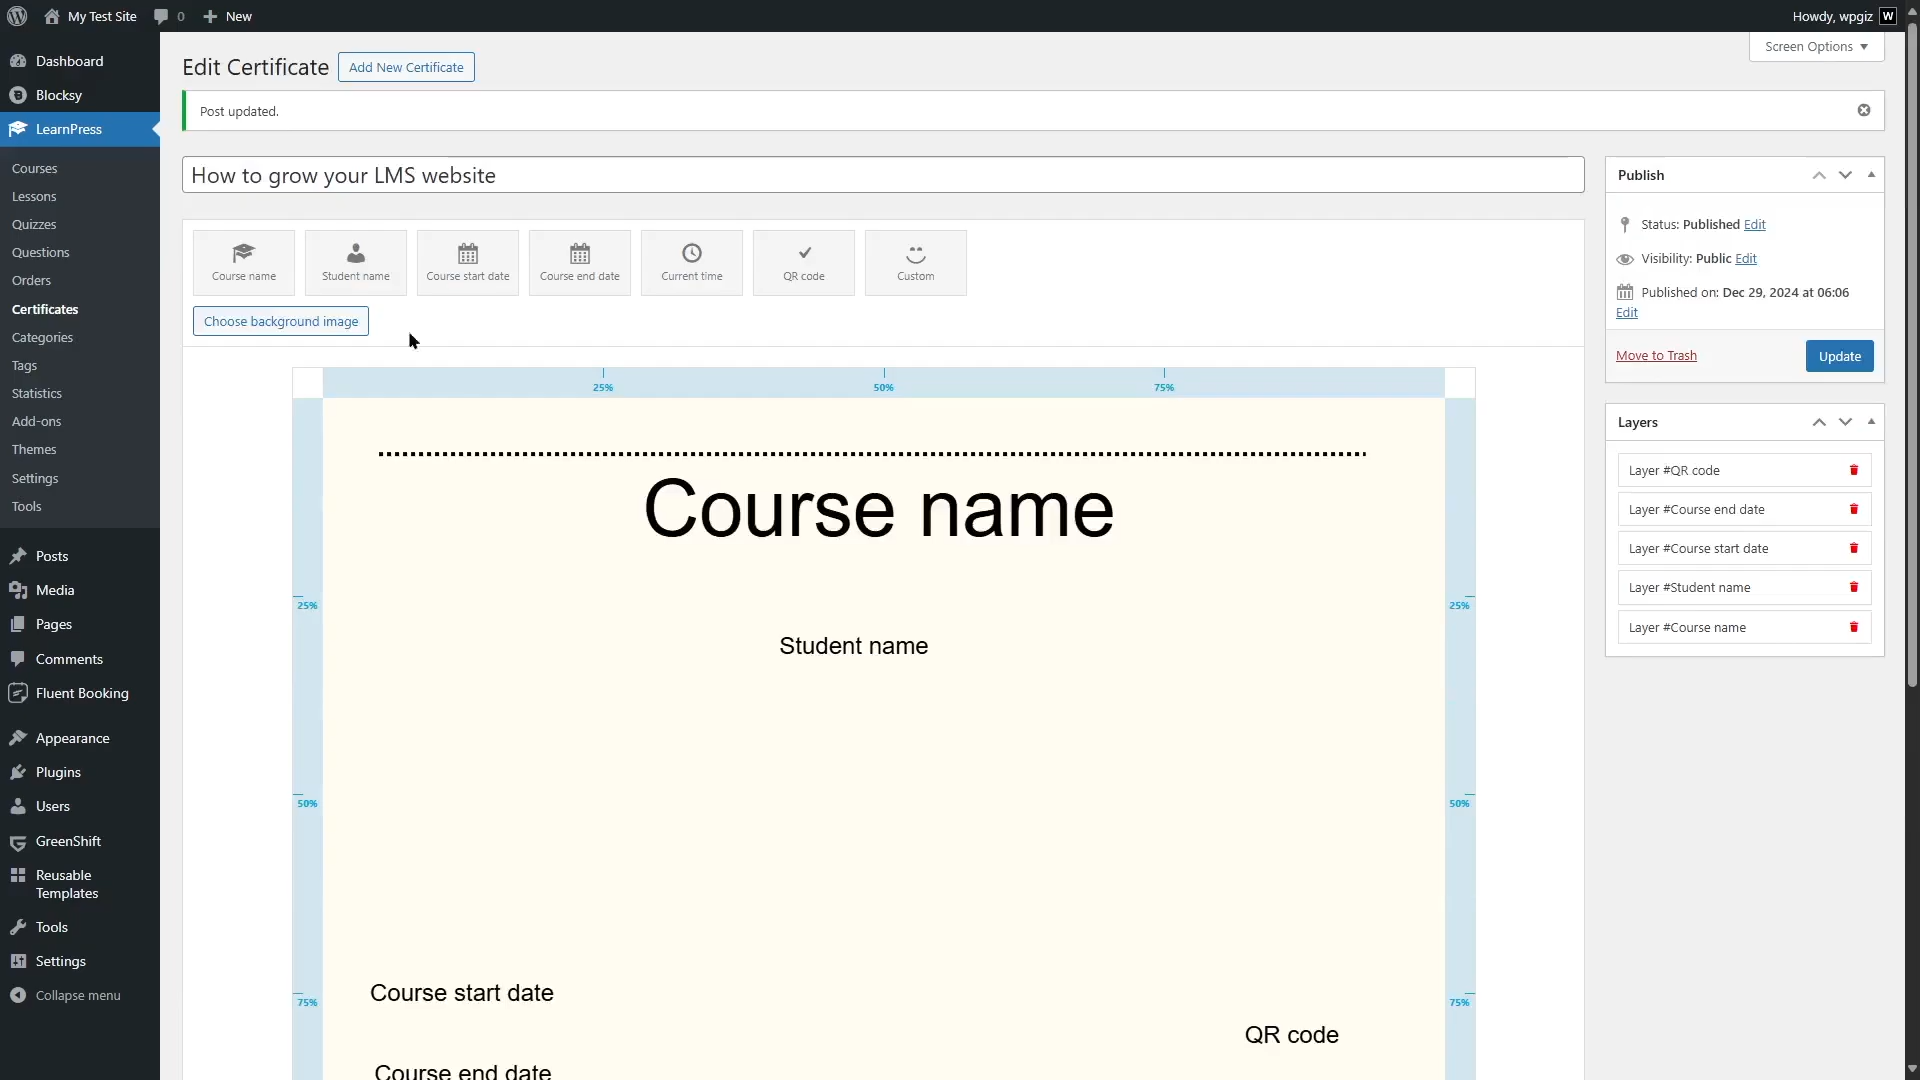 My Test Site
0
New
Howdy, wpgiz
W
Screen Options
Dashboard
Blocksy
LearnPress
Courses
Lessons
Quizzes
Questions
Orders
Certificates
Categories
Tags
Statistics
Add-ons
Themes
Settings
Tools
Posts
Media
Pages
Comments
Fluent Booking
Appearance
Plugins
Users
GreenShift
Reusable
Templates
Tools
Settings
Collapse menu
Edit Certificate
Add New Certificate
Post updated.
How to grow your LMS website
Course name
Student name
Course start date
Course end date
Current time
QR code
Custom
Choose background image
25%
50%
75%
Course name
25%
25%
Student name
50%
50%
Course start date
75%
75%
QR code
Course end date
Publish
Status: Published Edit
Visibility: Public Edit
Published on: Dec 29, 2024 at 06:06
Edit
Move to Trash
Update
Layers
Layer #QR code
Layer #Course end date
Layer #Course start date
Layer #Student name
Layer #Course name